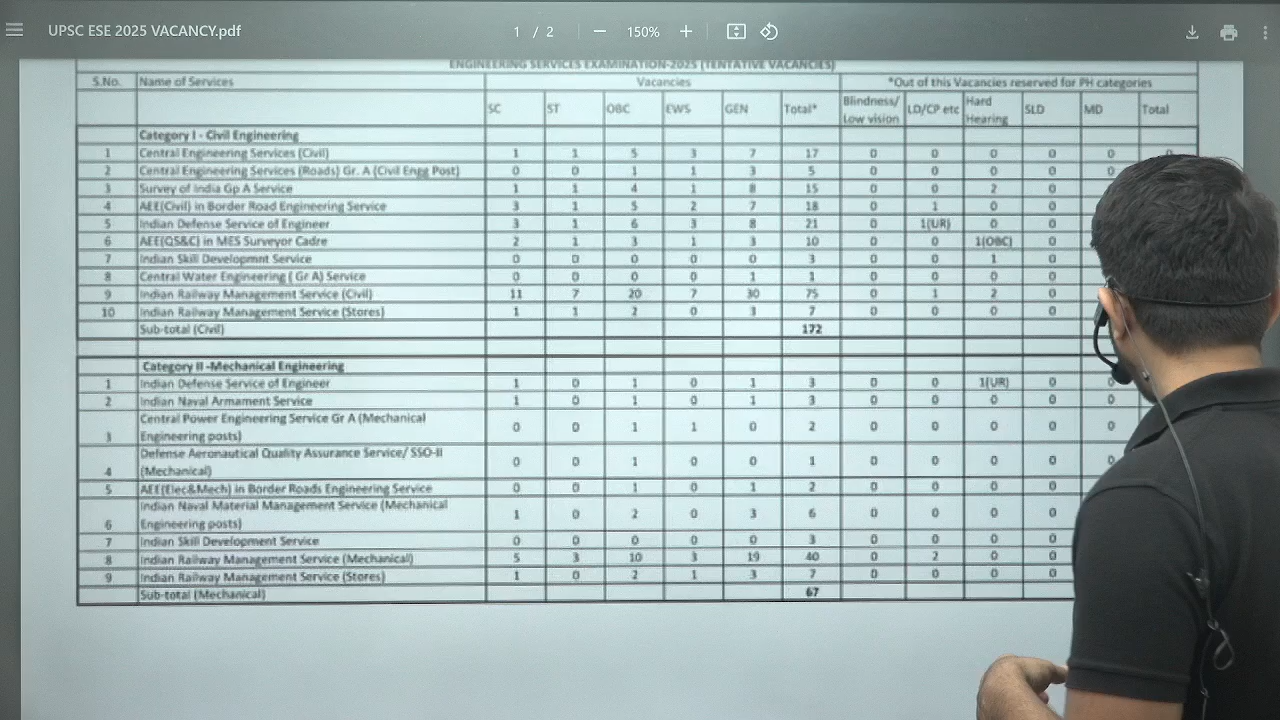 UPSC ESE 2025 VACANCY.pdf 1 / 2 150%
ENGINEERING SERVICES EXAMINATION-2025 (TENTATIVE VACANCIES)
S.No. Name of Services Vacancies *Out of this Vacancies reserved for PH categories
SC ST OBC EWS GEN Total* Blindness/ Low vision LD/CP etc Hard Hearing SLD MD Total
Category I - Civil Engineering
1 Central Engineering Services (Civil) 1 1 5 3 7 17 0 0 0 0 0 0
2 Central Engineering Services (Roads) Gr. A (Civil Engg Post) 0 0 1 1 3 5 0 0 0 0 0
3 Survey of India Gp A Service 1 1 4 1 8 15 0 0 2 0
4 AEE(Civil) in Border Road Engineering Service 3 1 5 2 7 18 0 1 0 0
5 Indian Defense Service of Engineer 3 1 6 3 8 21 0 1(UR) 0 0
6 AEE(QS&C) in MES Surveyor Cadre 2 1 3 1 3 10 0 0 1(OBC) 0
7 Indian Skill Developmnt Service 0 0 0 0 0 3 0 0 1 0
8 Central Water Engineering ( Gr A) Service 0 0 0 0 1 1 0 0 0 0
9 Indian Railway Management Service (Civil) 11 7 20 7 30 75 0 1 2 0
10 Indian Railway Management Service (Stores) 1 1 2 0 3 7 0 0 0 0
Sub-total (Civil) 172
Category II -Mechanical Engineering
1 Indian Defense Service of Engineer 1 0 1 0 1 3 0 0 1(UR) 0 0
2 Indian Naval Armament Service 1 0 1 0 1 3 0 0 0 0 0
Central Power Engineering Service Gr A (Mechanical
3 Engineering posts) 0 0 1 1 0 2 0 0 0 0 0
Defense Aeronautical Quality Assurance Service/ SSO-II
4 (Mechanical) 0 0 1 0 0 1 0 0 0 0 0
5 AEE(Elec&Mech) in Border Roads Engineering Service 0 0 1 0 1 2 0 0 0 0
Indian Naval Material Management Service (Mechanical
6 Engineering posts) 1 0 2 0 3 6 0 0 0 0
7 Indian Skill Development Service 0 0 0 0 0 3 0 0 0 0
8 Indian Railway Management Service (Mechanical) 5 3 10 3 19 40 0 2 0 0
9 Indian Railway Management Service (Stores) 1 0 2 1 3 7 0 0 0 0
Sub-total (Mechanical) 67